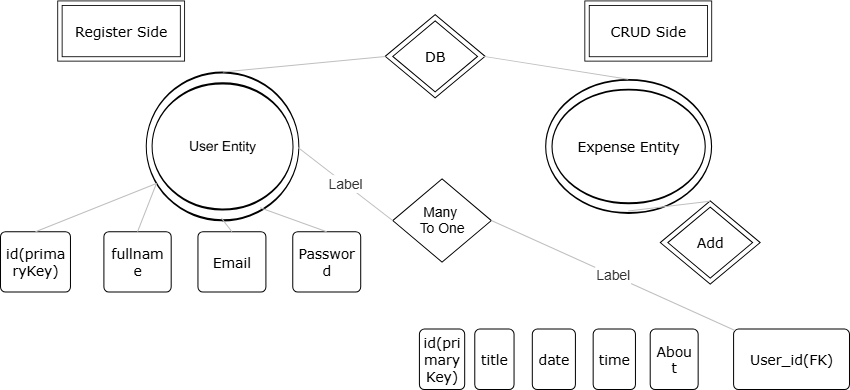 Register Side
CRUD Side
DB
User Entity
Expense Entity
Label
Many
To One
Add
id(prima
ryKey)
fullnam
e
Email
Passwor
d
Label
id(pri
mary
Key)
title
date
time
Abou
t
User_id(FK)